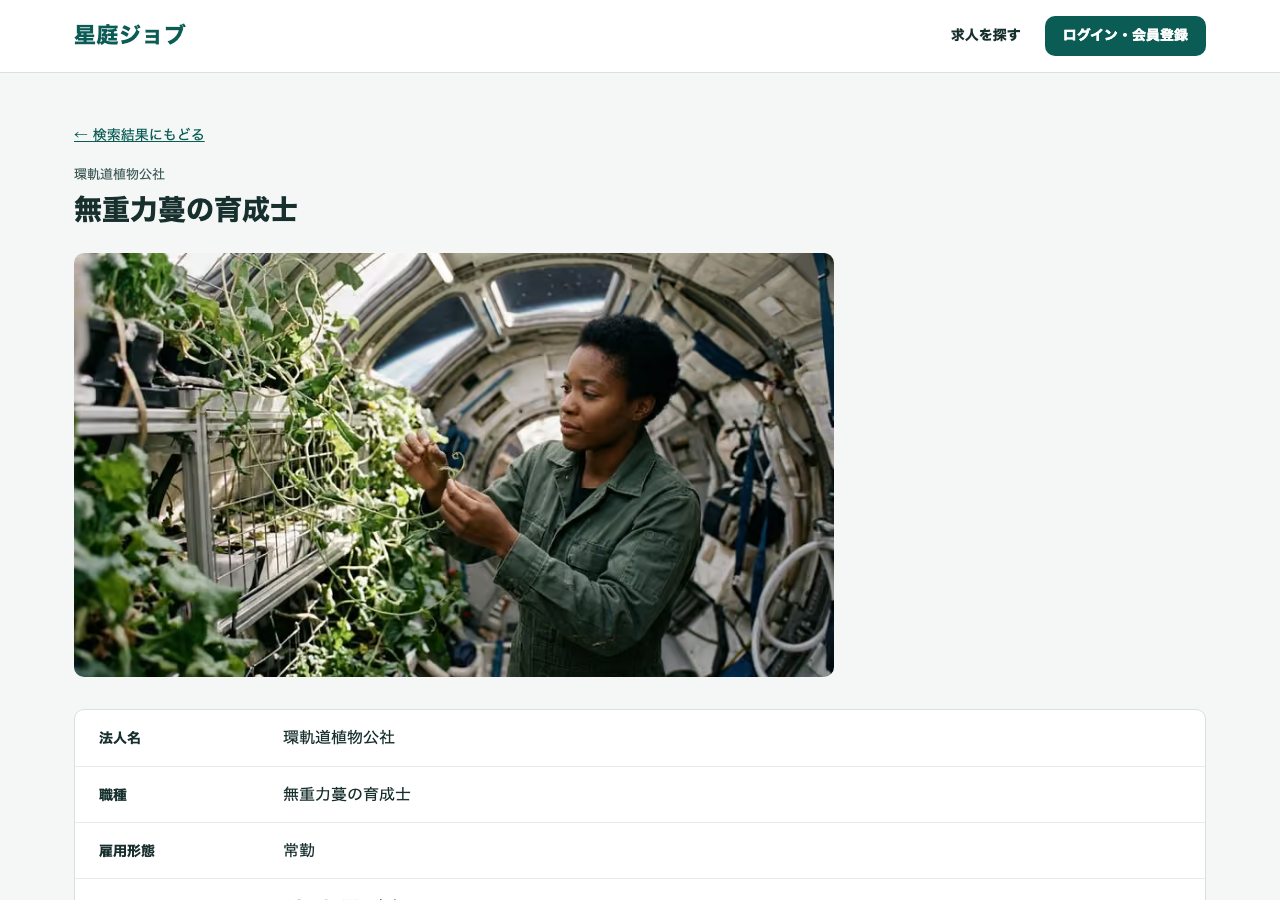 星庭ジョブ
求人を探す
ログイン・会員登録
← 検索結果にもどる
環軌道植物公社
無重力蔓の育成士
法人名
環軌道植物公社
職種
無重力蔓の育成士
雇用形態
常勤